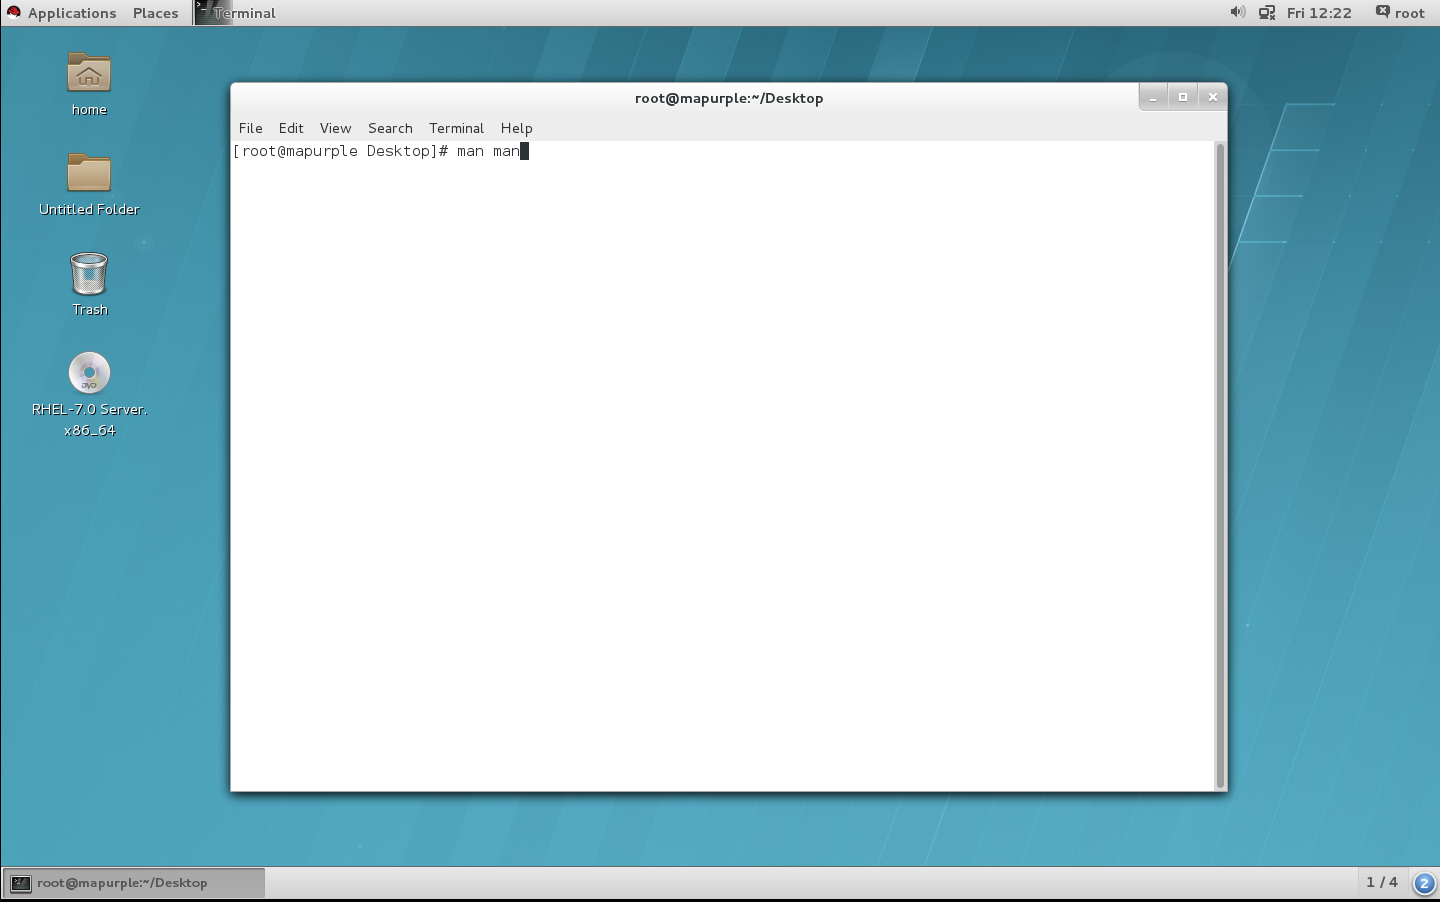 Applications Places Terminal Fri 12:22 root
home
Untitled Folder
Trash
DVD
RHEL-7.0 Server.
x86_64
root@mapurple:~/Desktop
File Edit View Search Terminal Help
[root@mapurple Desktop]# man man
root@mapurple:~/Desktop 1 / 4 2